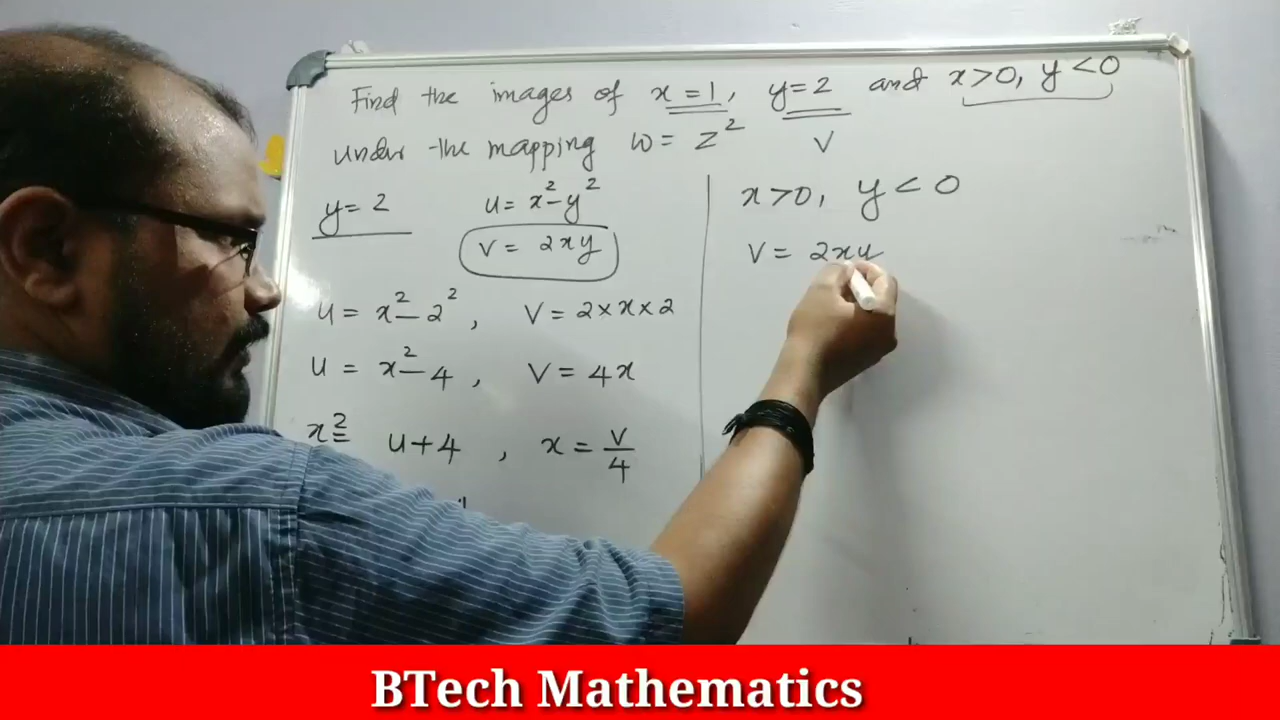 Find the images of x = 1, y = 2 and x > 0, y < 0
under the mapping w = z²
V
y = 2
u = x² - y²
V = 2xy
u = x² - 2², V = 2 × x × 2
u = x² - 4, V = 4x
x² = u + 4, x = V/4
x > 0, y < 0
V = 2xy
BTech Mathematics